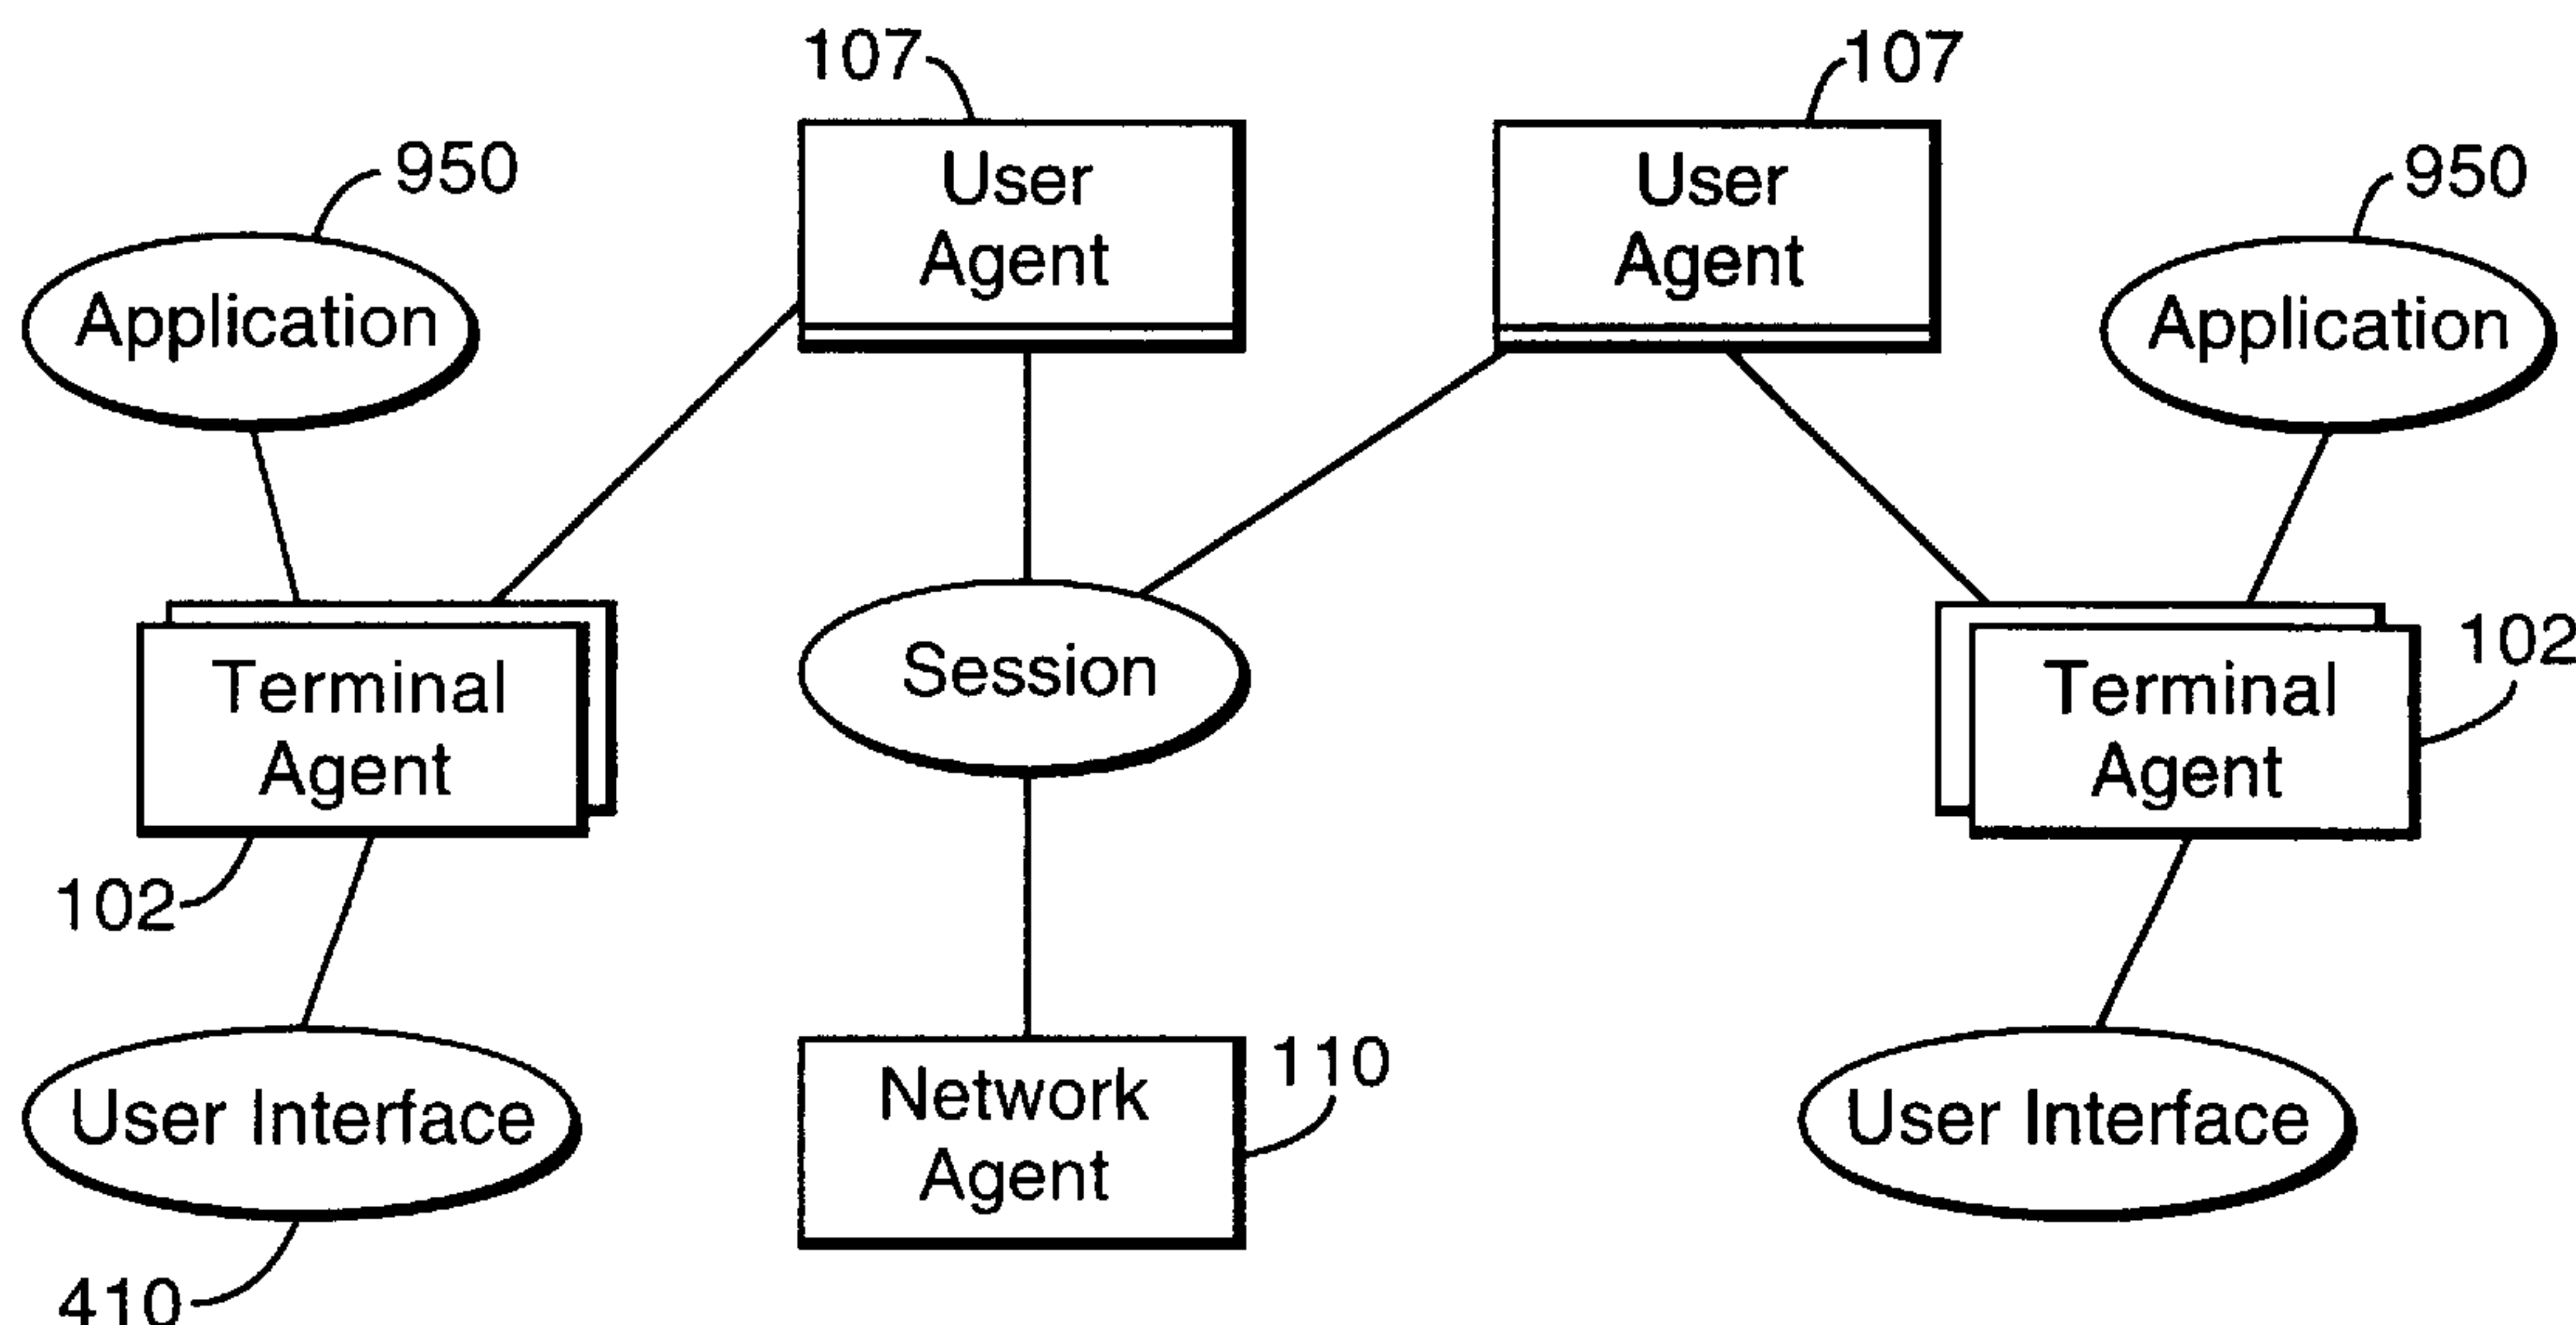 107
107
950
User
Agent
User
Agent
950
Application
Application
Terminal
Agent
Session
102
Terminal
Agent
102
Network
Agent
110
User Interface
User Interface
410